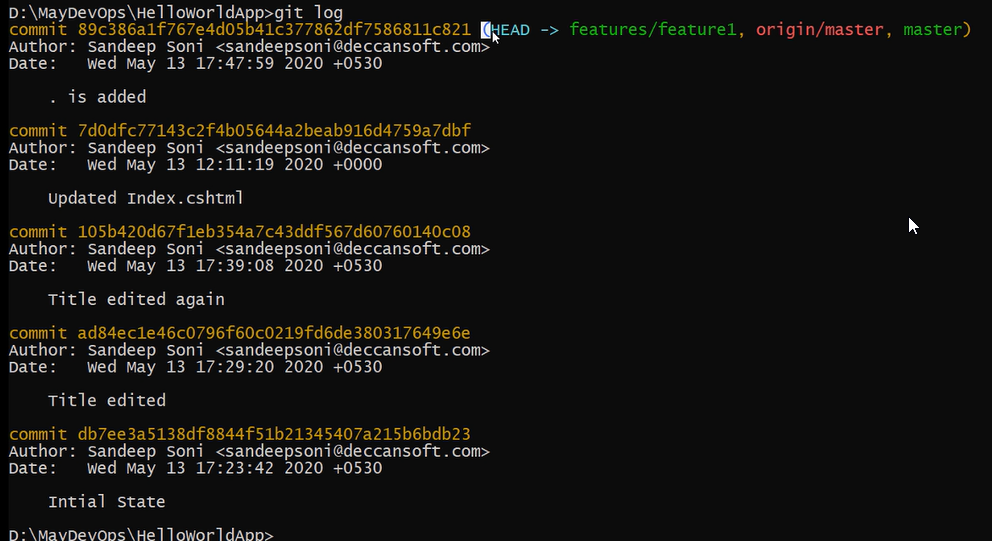 D:\MayDevOps\HelloWorldApp>git log
commit 89c386a1f767e4d05b41c377862df7586811c821 (HEAD -> features/feature1, origin/master, master)
Author: Sandeep Soni <sandeepsoni@deccansoft.com>
Date:   Wed May 13 17:47:59 2020 +0530
. is added
commit 7d0dfc77143c2f4b05644a2beab916d4759a7dbf
Author: Sandeep Soni <sandeepsoni@deccansoft.com>
Date:   Wed May 13 12:11:19 2020 +0000
Updated Index.cshtml
commit 105b420d67f1eb354a7c43ddf567d60760140c08
Author: Sandeep Soni <sandeepsoni@deccansoft.com>
Date:   Wed May 13 17:39:08 2020 +0530
Title edited again
commit ad84ec1e46c0796f60c0219fd6de380317649e6e
Author: Sandeep Soni <sandeepsoni@deccansoft.com>
Date:   Wed May 13 17:29:20 2020 +0530
Title edited
commit db7ee3a5138df8844f51b21345407a215b6bdb23
Author: Sandeep Soni <sandeepsoni@deccansoft.com>
Date:   Wed May 13 17:23:42 2020 +0530
Intial State
D:\MayDevOps\HelloWorldApp>